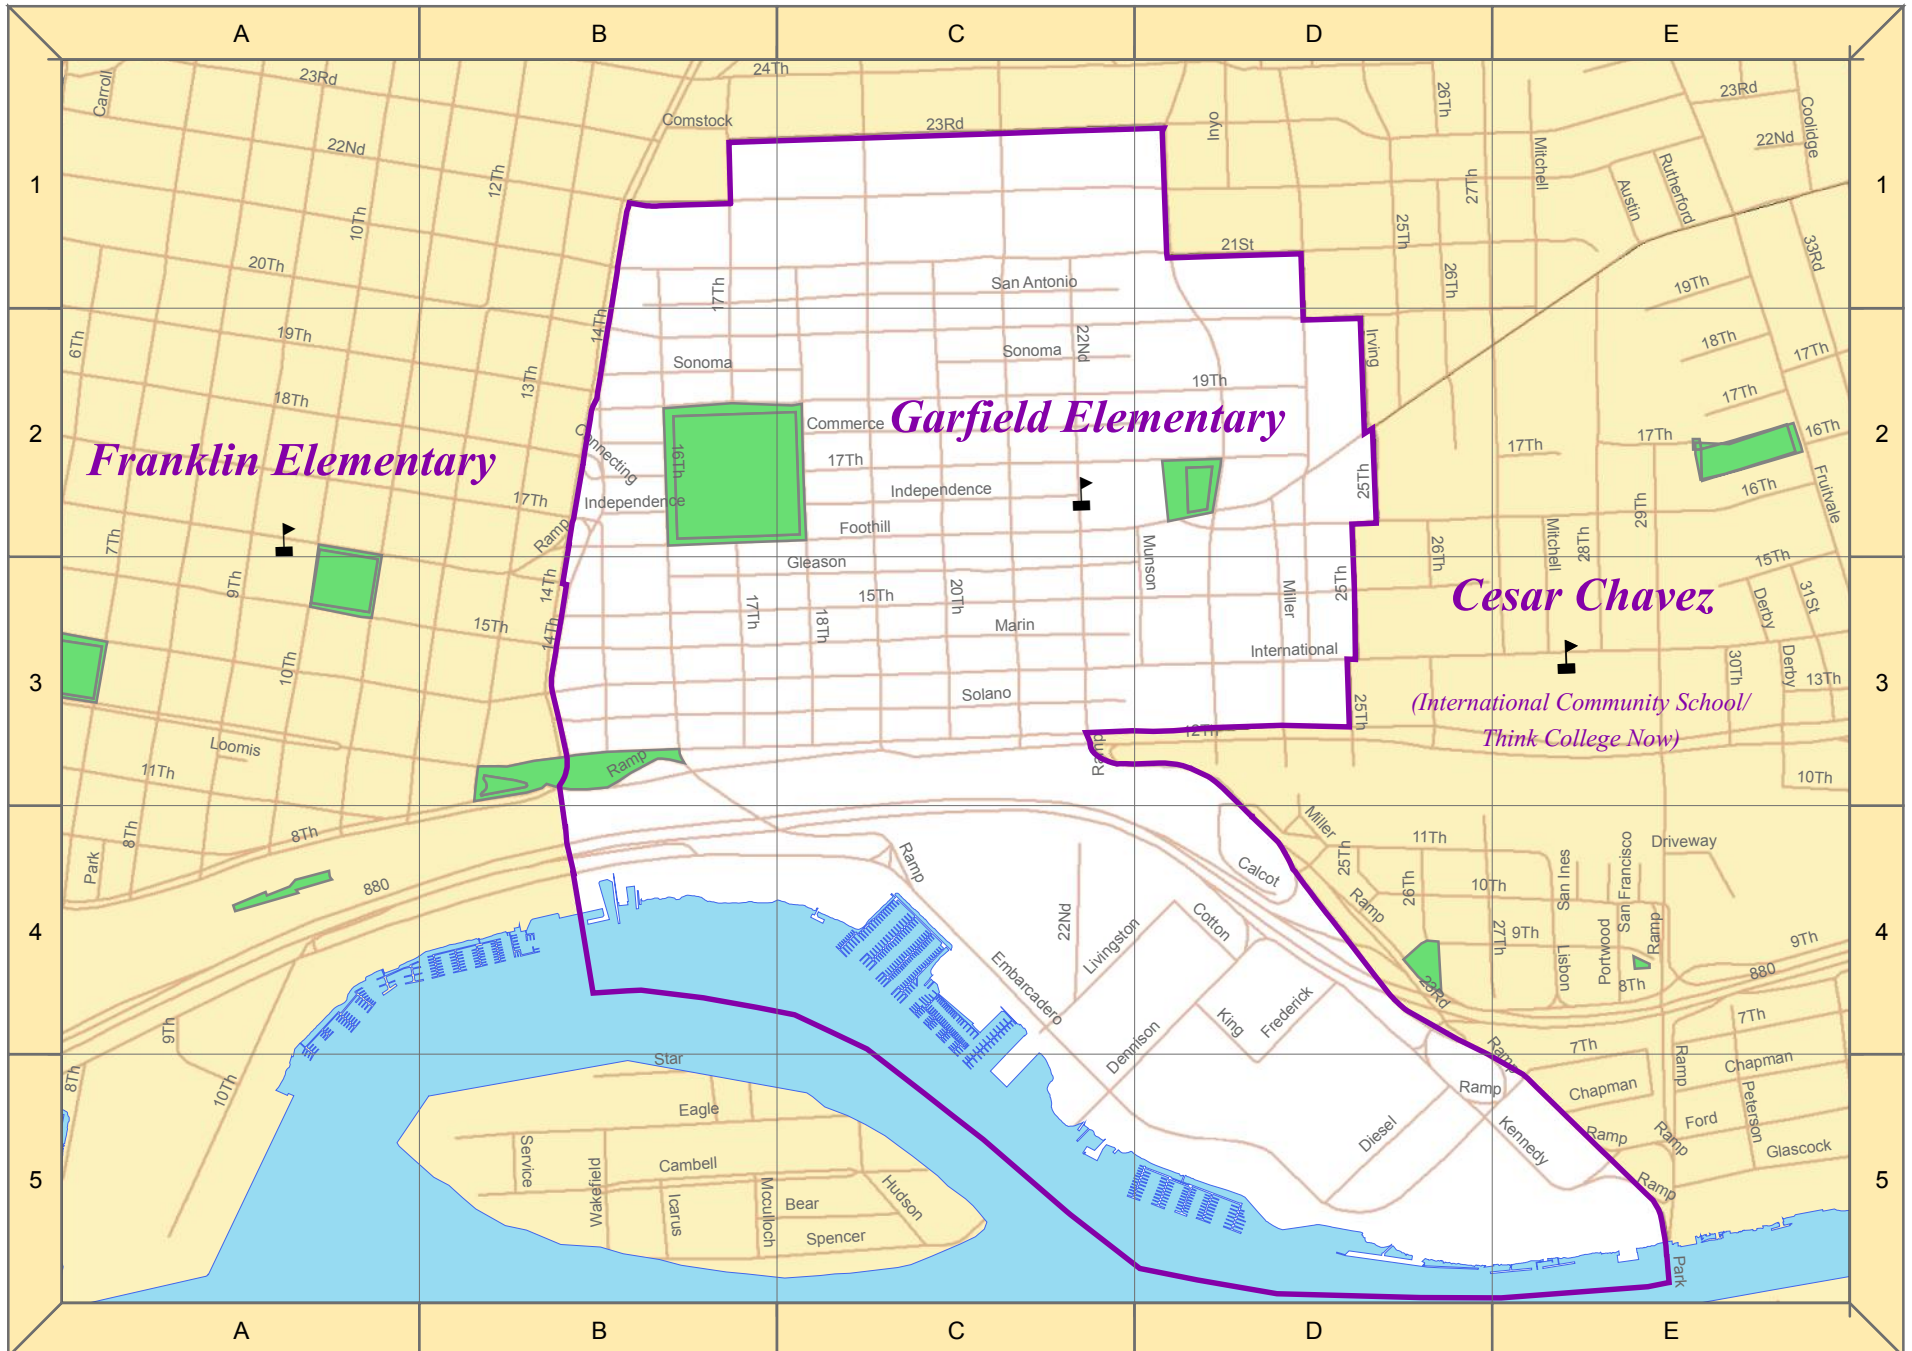 A B C D E
24Th
23Rd
Carroll
26Th
23Rd
Coolidge
Comstock
23Rd
Inyo
22Nd
22Nd
Mitchell
12Th
Rutherford
1
1
27Th
Austin
10Th
25Th
21St
33Rd
20Th
26Th
San Antonio
19Th
17Th
14Th
19Th
6Th
22Nd
Irving
18Th
Sonoma
17Th
Sonoma
13Th
19Th
18Th
17Th
Commerce
Garfield Elementary
2
2
16Th
17Th
17Th
Connecting
Franklin Elementary
16Th
17Th
25Th
Independence
16Th
Fruitvale
17Th
Independence
29Th
Foothill
Ramp
7Th
Mitchell
28Th
26Th
Gleason
Munson
15Th
9Th
14Th
25Th
Cesar Chavez
15Th
20Th
Miller
31St
Derby
17Th
18Th
15Th
Marin
14Th
International
10Th
30Th
Derby
3
3
13Th
Solano
(International Community School/
25Th
12Th
Think College Now)
Loomis
Ramp
11Th
10Th
Miller
8Th
8Th
11Th
Driveway
25Th
Ramp
Park
Calcot
San Ines
San Francisco
880
10Th
26Th
Ramp
22Nd
Cotton
4
4
9Th
27Th
Ramp
9Th
Livingston
Portwood
Lisbon
880
Embarcadero
8Th
23Rd
Frederick
King
7Th
9Th
Dennison
7Th
Ramp
Star
Ramp
Chapman
8Th
10Th
Ramp
Chapman
Eagle
Peterson
Ford
Diesel
Kennedy
Ramp
Ramp
Glascock
Service
Cambell
5
5
Wakefield
Icarus
Mcculloch
Bear
Hudson
Ramp
Spencer
Park
A B C D E